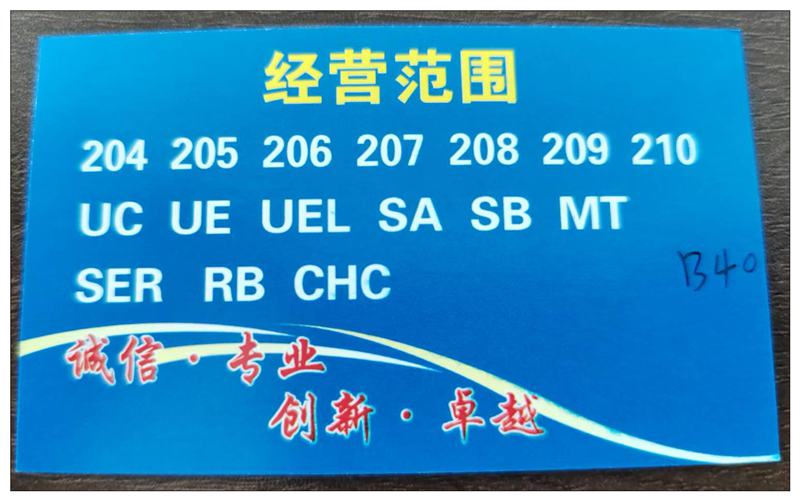 经营范围
204 205 206 207 208 209 210
UC UE UEL SA SB MT
SER RB CHC
B40
诚信·专业
创新·卓越